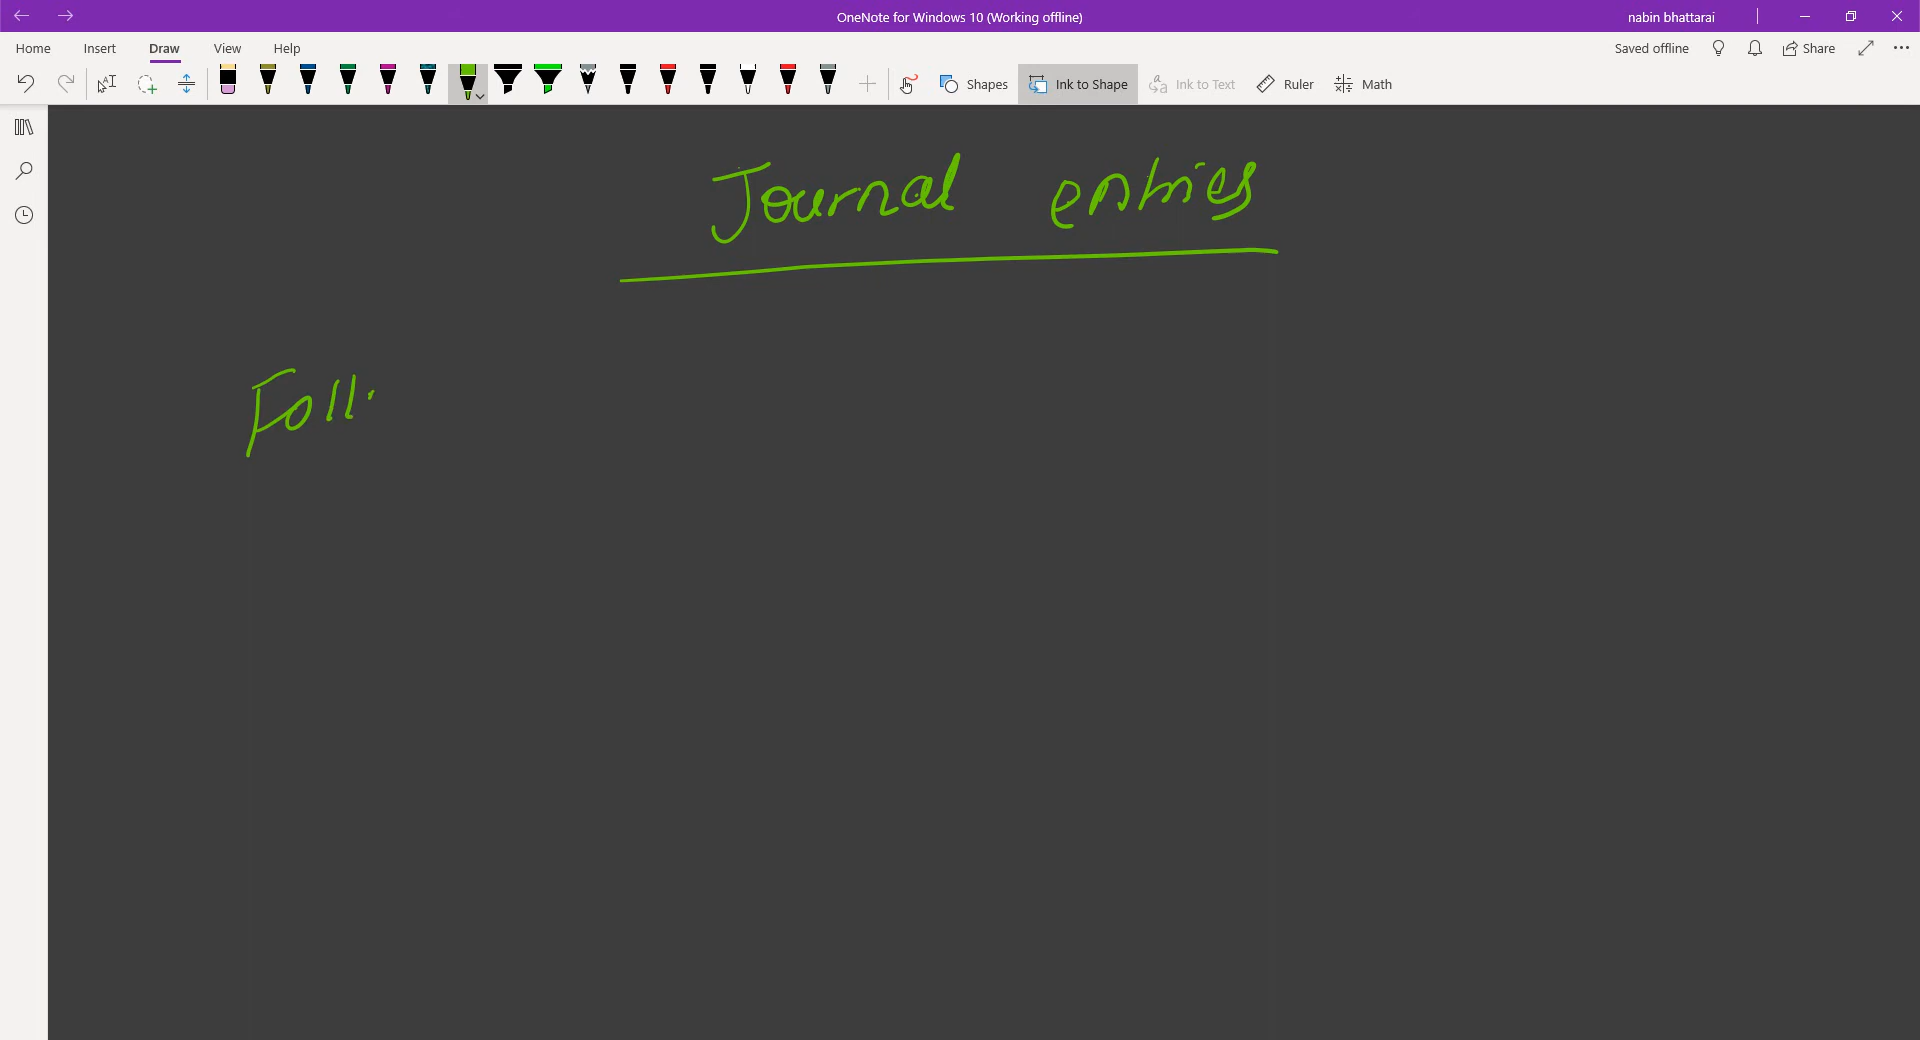 OneNote for Windows 10 (Working offline)
nabin bhattarai
Home Insert Draw View Help
Saved offline
Share
Shapes
Ink to Shape
Ink to Text
Ruler
Math
Journal entries
Foll